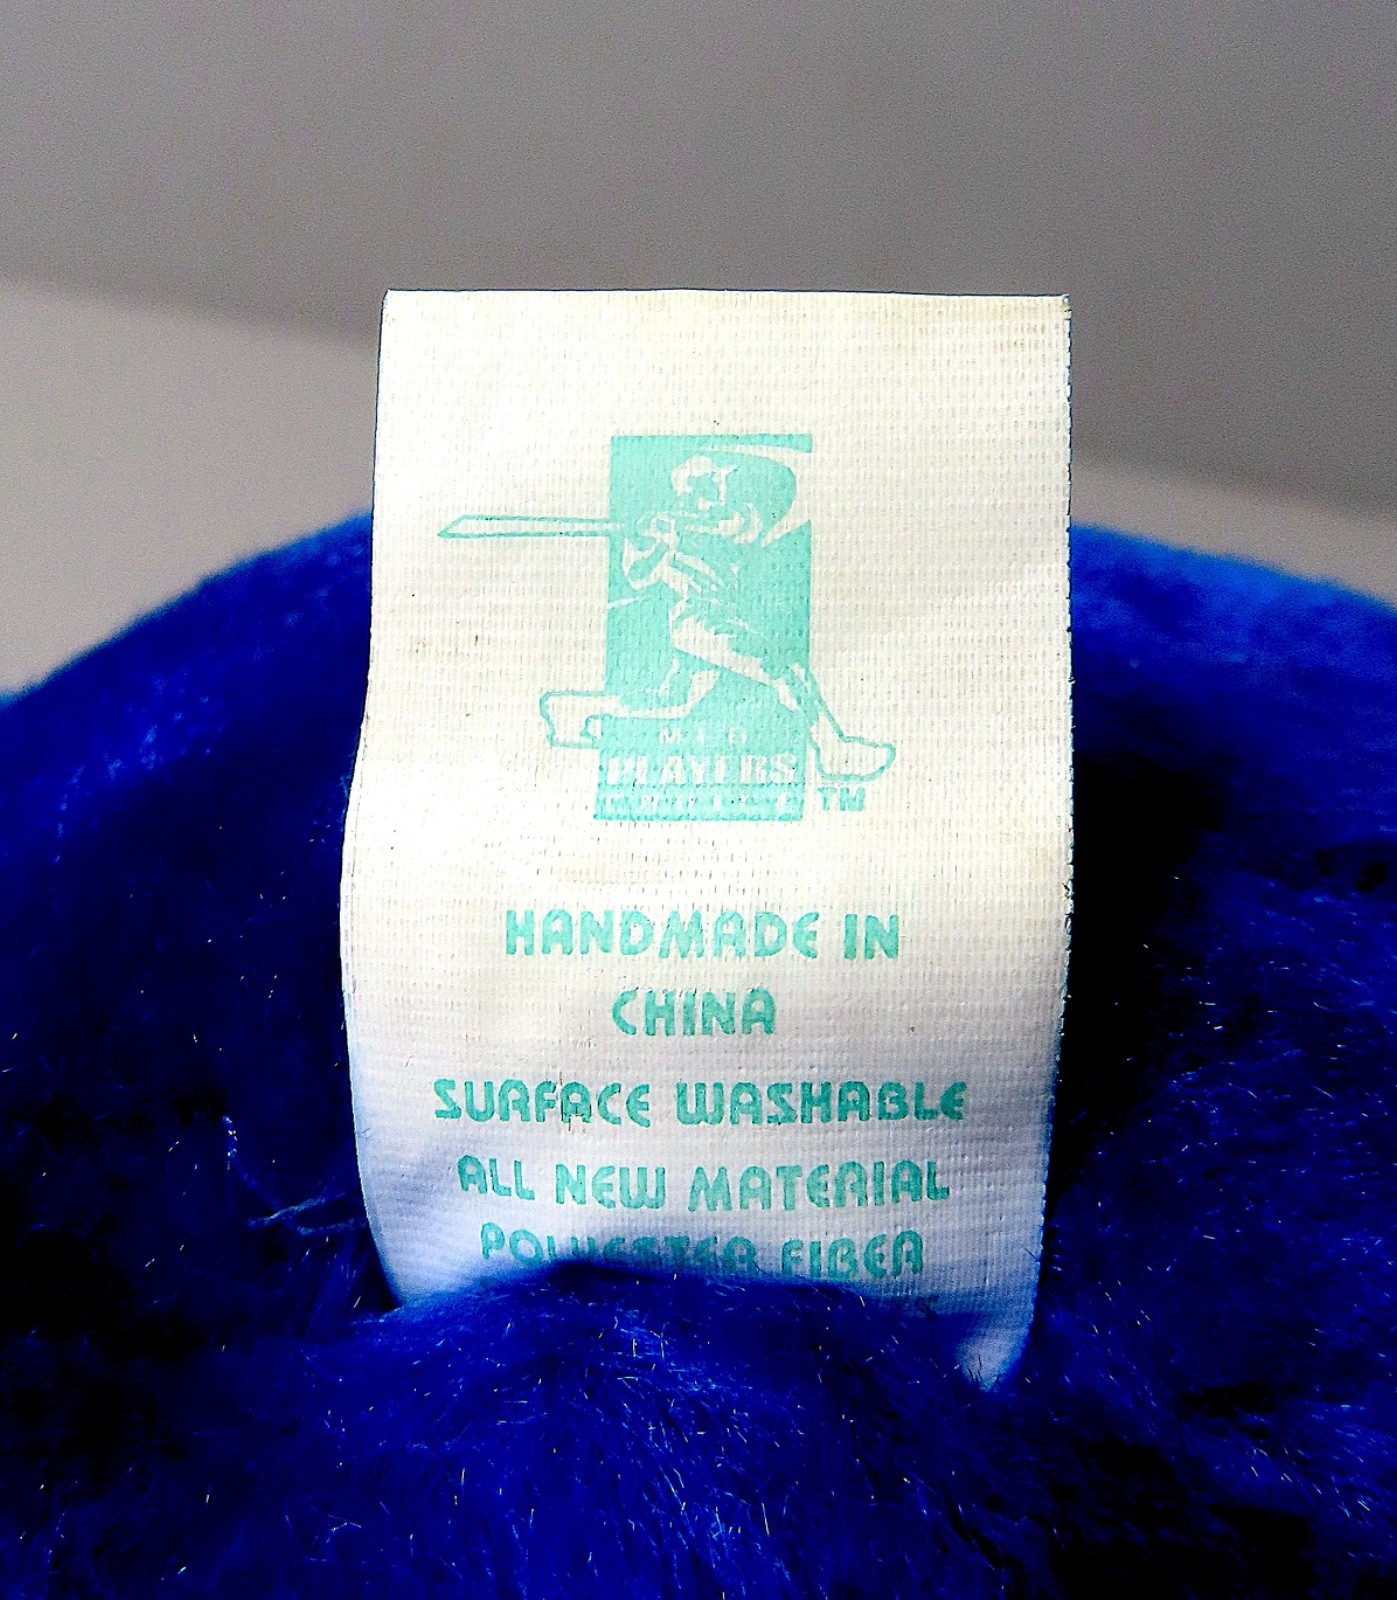 MLB
PLAYERS
TM
HANDMADE IN
CHINA
SURFACE WASHABLE
ALL NEW MATERIAL
POLYESTER FIBER